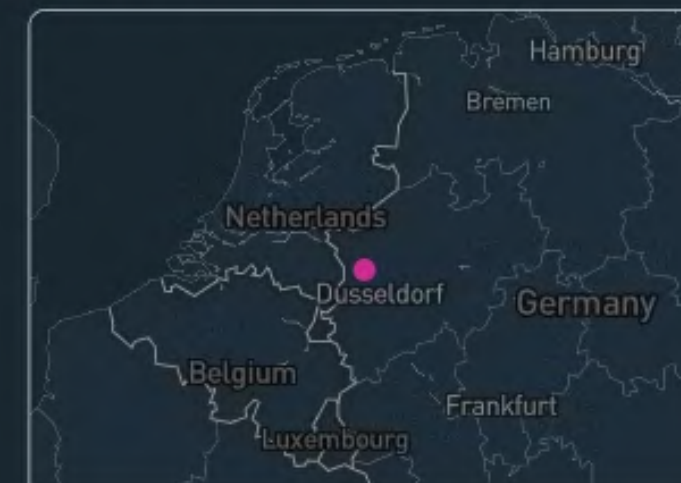 Hamburg
Bremen
Netherlands
Düsseldorf
Germany
Belgium
Frankfurt
Luxembourg